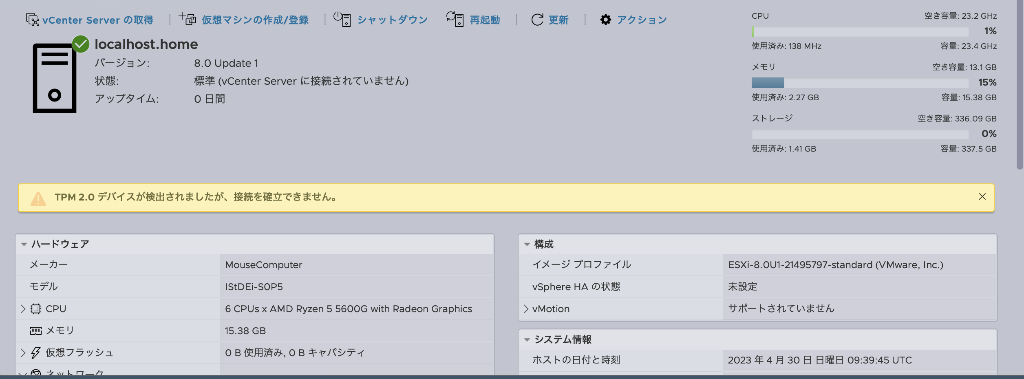 vCenter Server の取得 仮想マシンの作成/登録 シャットダウン 再起動 更新 アクション
localhost.home
バージョン: 8.0 Update 1
状態: 標準 (vCenter Server に接続されていません)
アップタイム: 0 日間
CPU 空き容量: 23.2 GHz
1%
使用済み: 138 MHz 容量: 23.4 GHz
メモリ 空き容量: 13.1 GB
15%
使用済み: 2.27 GB 容量: 15.38 GB
ストレージ 空き容量: 336.09 GB
0%
使用済み: 1.41 GB 容量: 337.5 GB
TPM 2.0 デバイスが検出されましたが、接続を確立できません。
ハードウェア
メーカー MouseComputer
モデル IStDEi-S0P5
CPU 6 CPUs x AMD Ryzen 5 5600G with Radeon Graphics
メモリ 15.38 GB
仮想フラッシュ 0 B 使用済み, 0 B キャパシティ
ネットワーク
構成
イメージ プロファイル ESXi-8.0U1-21495797-standard (VMware, Inc.)
vSphere HA の状態 未設定
vMotion サポートされていません
システム情報
ホストの日付と時刻 2023 年 4 月 30 日 日曜日 09:39:45 UTC